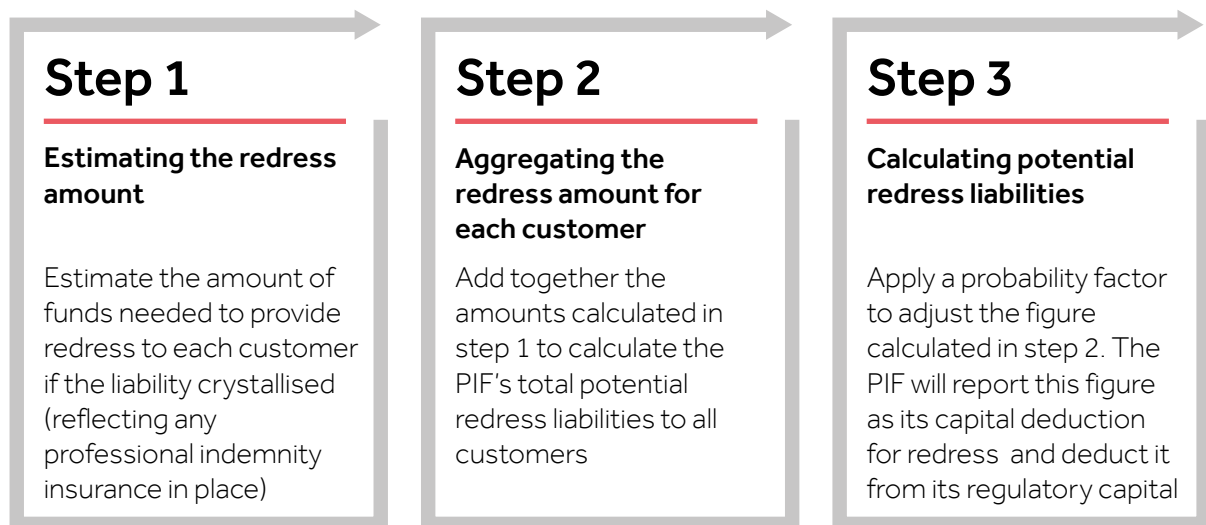 Step 1
Estimating the redress
amount
Estimate the amount of
funds needed to provide
redress to each customer
if the liability crystallised
(reflecting any
professional indemnity
insurance in place)
Step 2
Aggregating the
redress amount for
each customer
Add together the
amounts calculated in
step 1 to calculate the
PIF’s total potential
redress liabilities to all
customers
Step 3
Calculating potential
redress liabilities
Apply a probability factor
to adjust the figure
calculated in step 2. The
PIF will report this figure
as its capital deduction
for redress and deduct it
from its regulatory capital